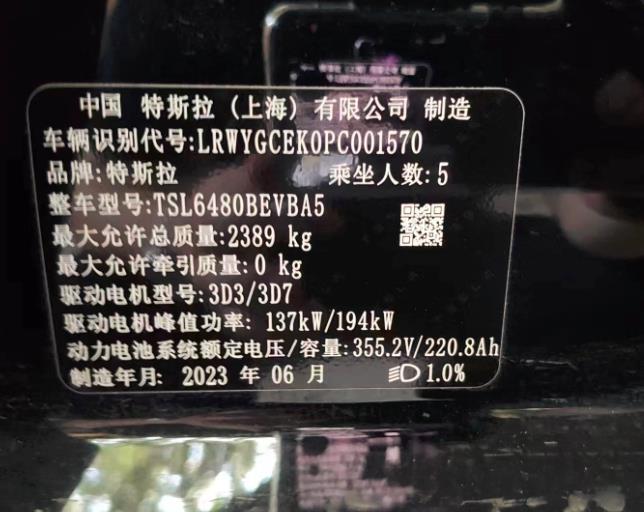 中国 特斯拉（上海）有限公司 制造
车辆识别代号:LRWYGCEK0PC001570
品牌:特斯拉 乘坐人数:5
整车型号:TSL6480BEVBA5
最大允许总质量:2389 kg
最大允许牵引质量:0 kg
驱动电机型号:3D3/3D7
驱动电机峰值功率: 137kW/194kW
动力电池系统额定电压/容量:355.2V/220.8Ah
制造年月: 2023 年 06 月 1.0%